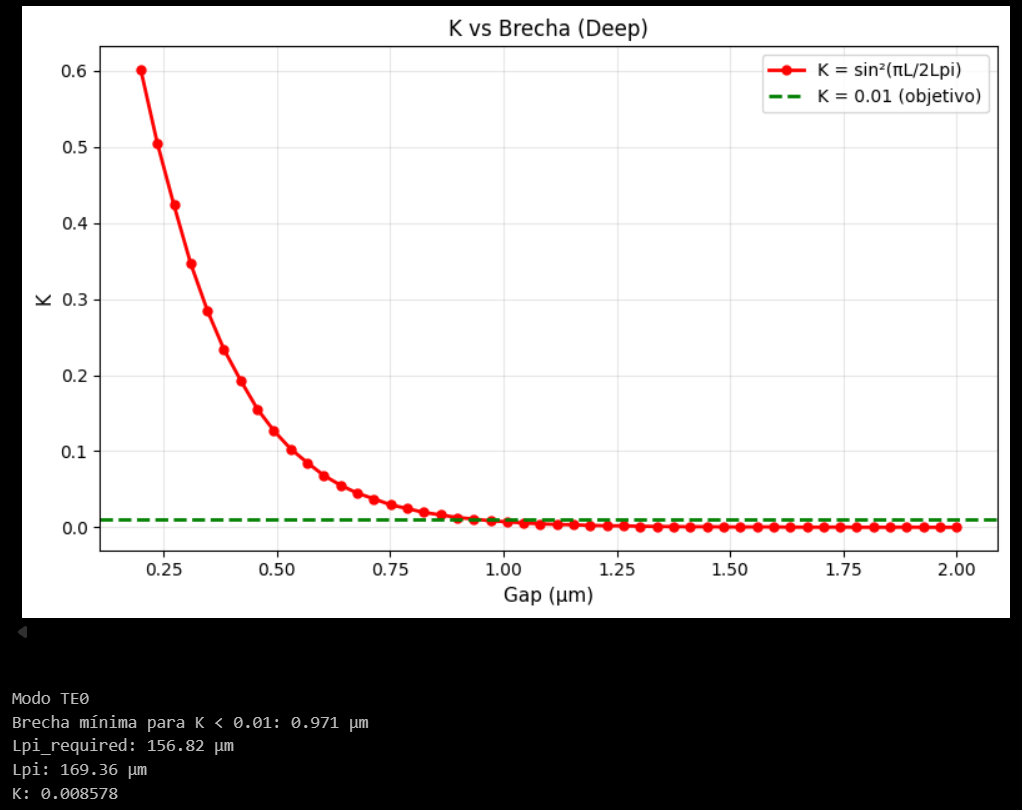 K vs Brecha (Deep)
K = sin²(πL/2Lpi)
K = 0.01 (objetivo)
0.6
0.5
0.4
0.3
0.2
0.1
0.0
K
0.25 0.50 0.75 1.00 1.25 1.50 1.75 2.00
Gap (μm)
Modo TE0
Brecha mínima para K < 0.01: 0.971 μm
Lpi_required: 156.82 μm
Lpi: 169.36 μm
K: 0.008578